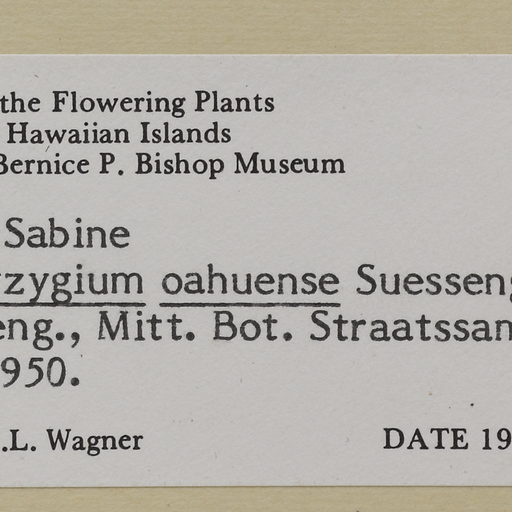 the Flowering Plants
Hawaiian Islands
Bernice P. Bishop Museum
Sabine
zygium oahuense Suesseng
eng., Mitt. Bot. Straatssam
950.
.L. Wagner
DATE 19